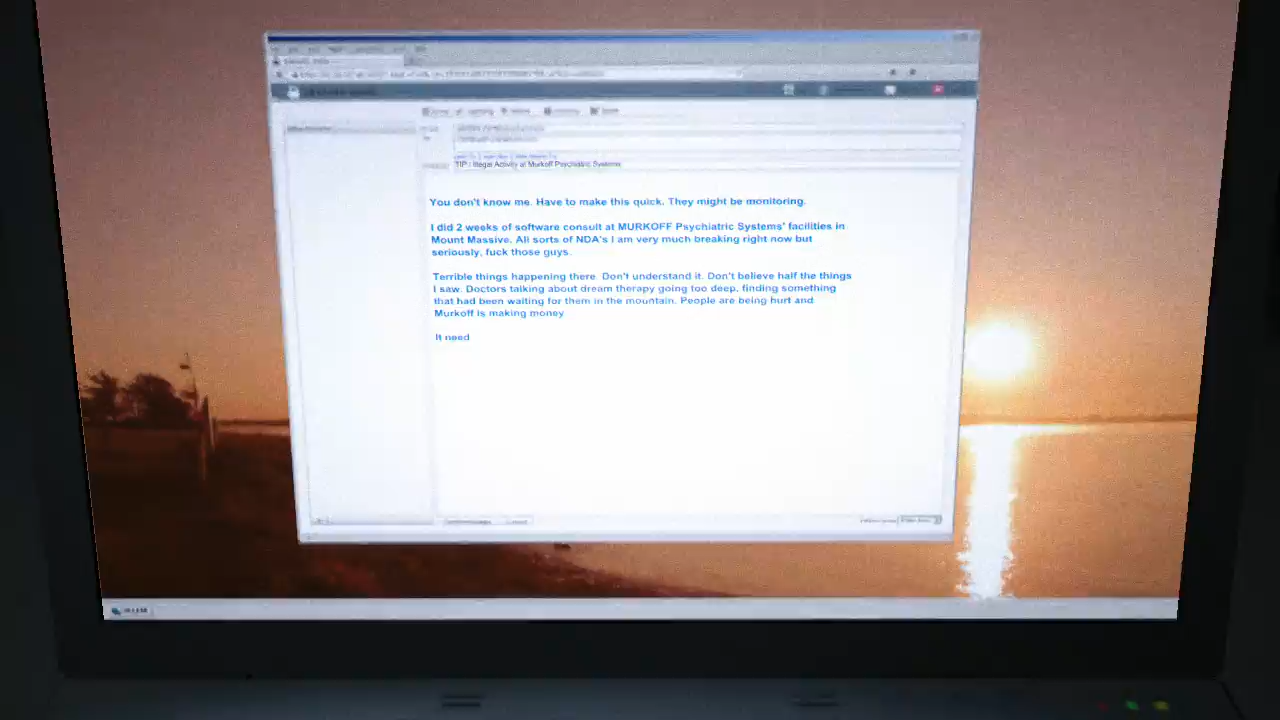 TIP : Illegal Activity at Murkoff Psychiatric Systems
You don't know me. Have to make this quick. They might be monitoring.
I did 2 weeks of software consult at MURKOFF Psychiatric Systems' facilities in
Mount Massive. All sorts of NDA's I am very much breaking right now but
seriously, fuck those guys.
Terrible things happening there. Don't understand it. Don't believe half the things
I saw. Doctors talking about dream therapy going too deep, finding something
that had been waiting for them in the mountain. People are being hurt and
Murkoff is making money
It need